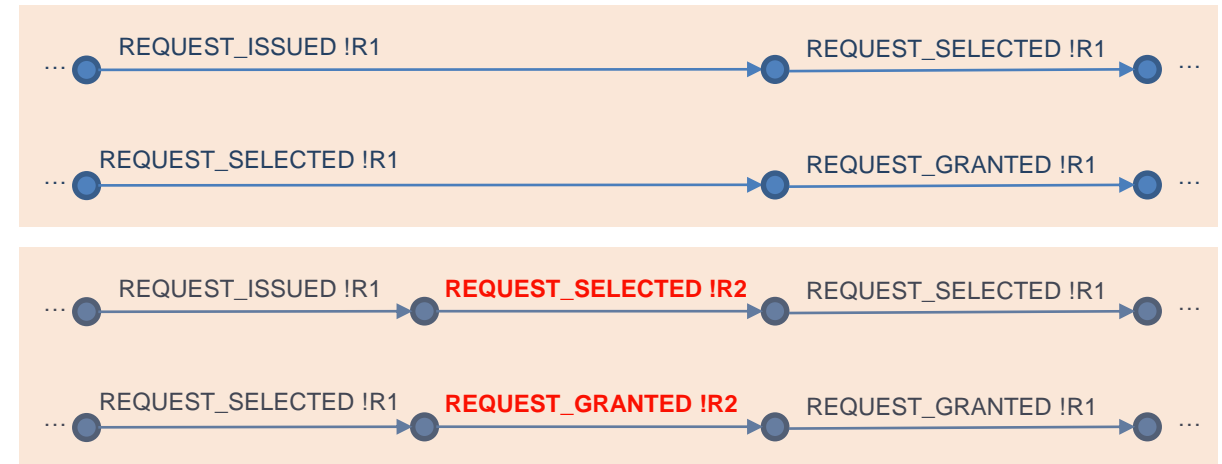 REQUEST_ISSUED !R1 REQUEST_SELECTED !R1
… …
REQUEST_SELECTED !R1 REQUEST_GRANTED !R1
… …
REQUEST_ISSUED !R1 REQUEST_SELECTED !R2 REQUEST_SELECTED !R1
… …
REQUEST_SELECTED !R1 REQUEST_GRANTED !R2 REQUEST_GRANTED !R1
… …